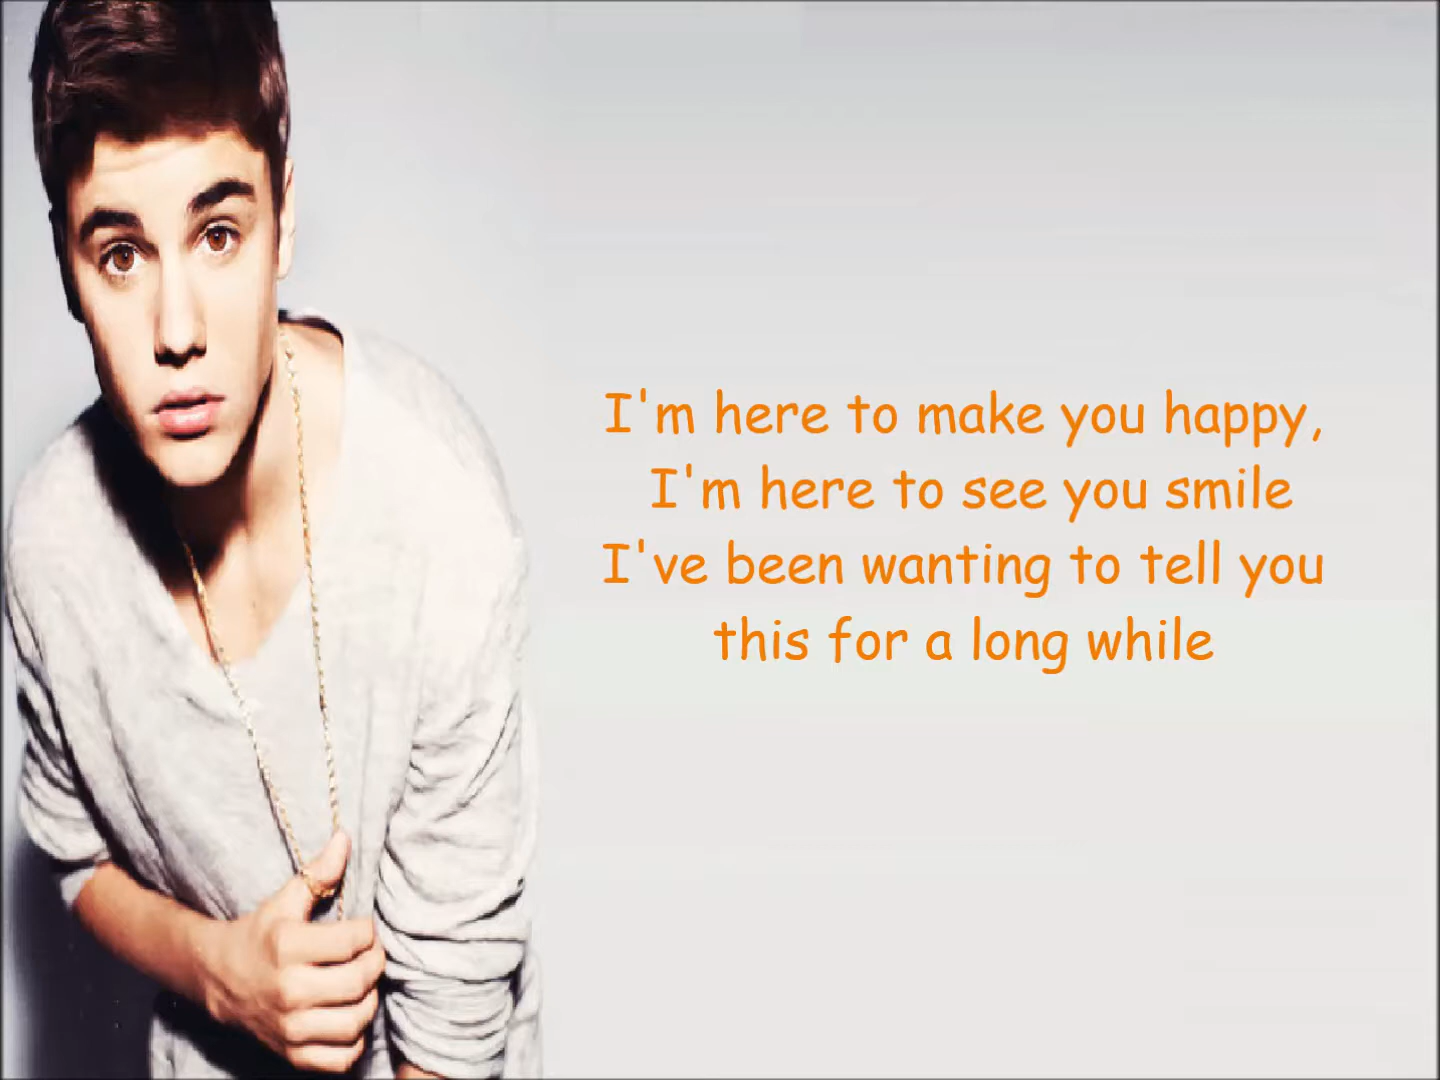 I'm here to make you happy,
I'm here to see you smile
I've been wanting to tell you
this for a long while